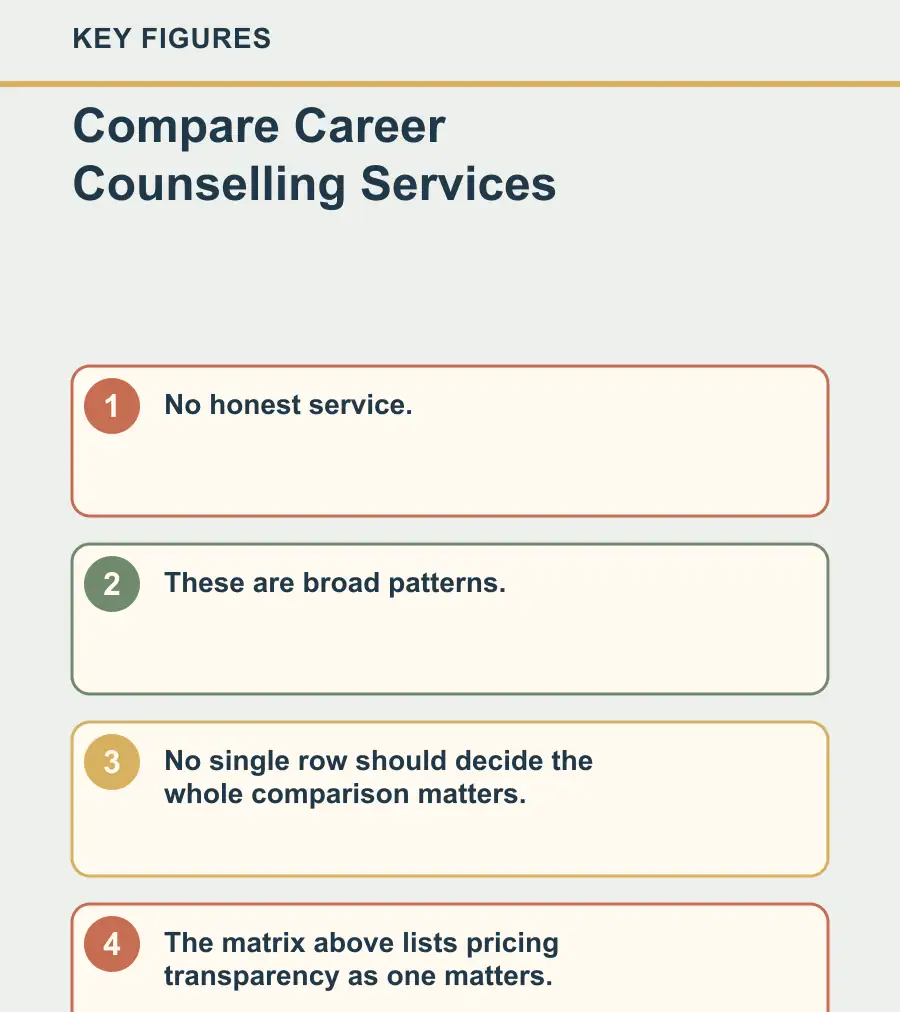 KEY FIGURES
Compare Career
Counselling Services
1
No honest service.
2
These are broad patterns.
3
No single row should decide the
whole comparison matters.
4
The matrix above lists pricing
transparency as one matters.